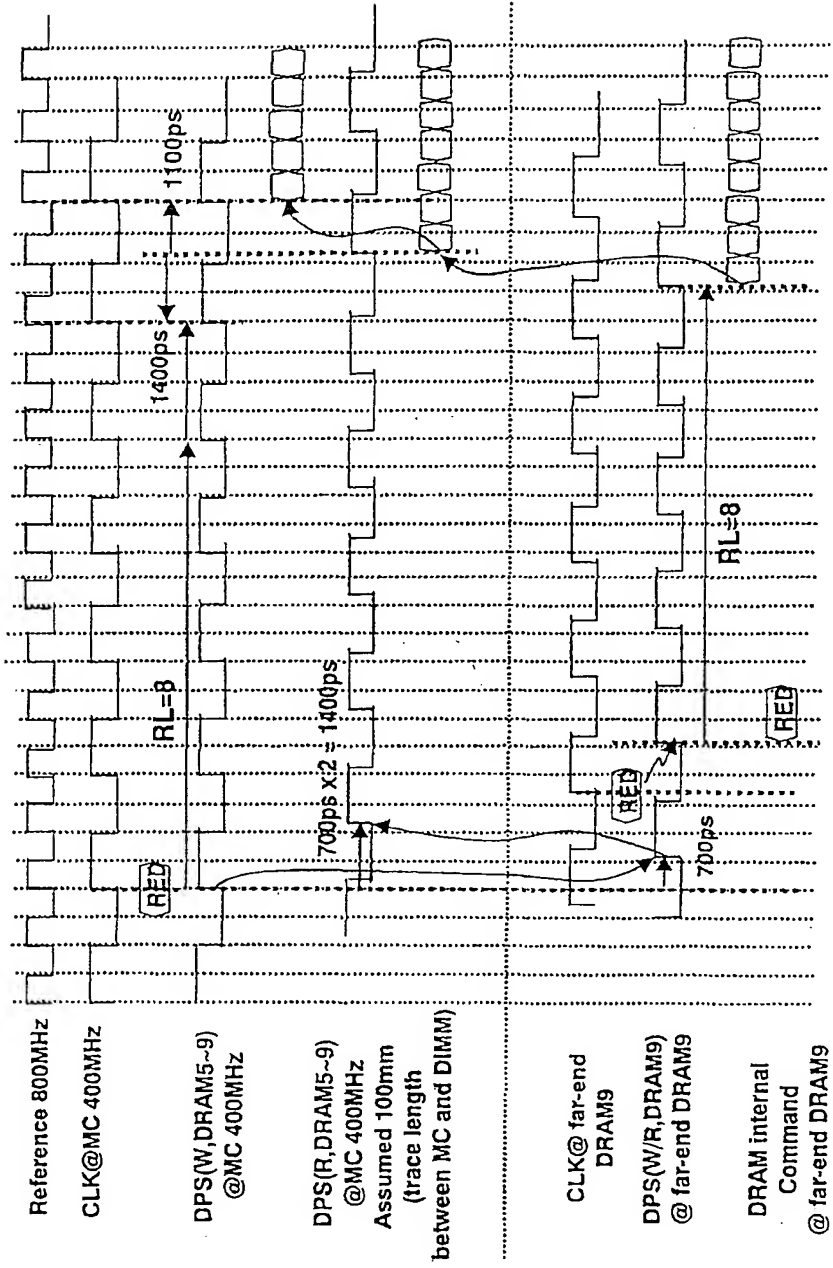 Reference 800MHz
CLK@MC 400MHz
DPS(W,DRAM5~9)
@MC 400MHz
DPS(R,DRAM5~9)
@MC 400MHz
Assumed 100mm
(trace length
between MC and DIMM)
CLK@ far-end
DRAM9
DPS(W/R,DRAM9)
@ far-end DRAM9
DRAM internal
Command
@ far-end DRAM9
RED
RL=8
1400ps
1100ps
700ps x 2 = 1400ps
700ps
RED
RED
RL=8